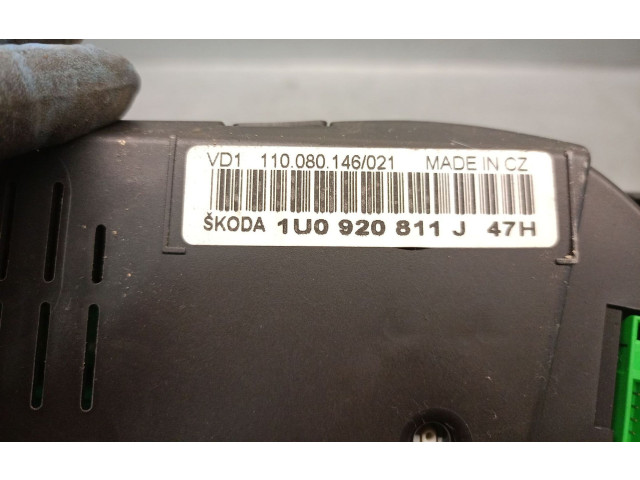 VD1 110.080.146/021 MADE IN CZ
ŠKODA 1U0 920 811 J 47H